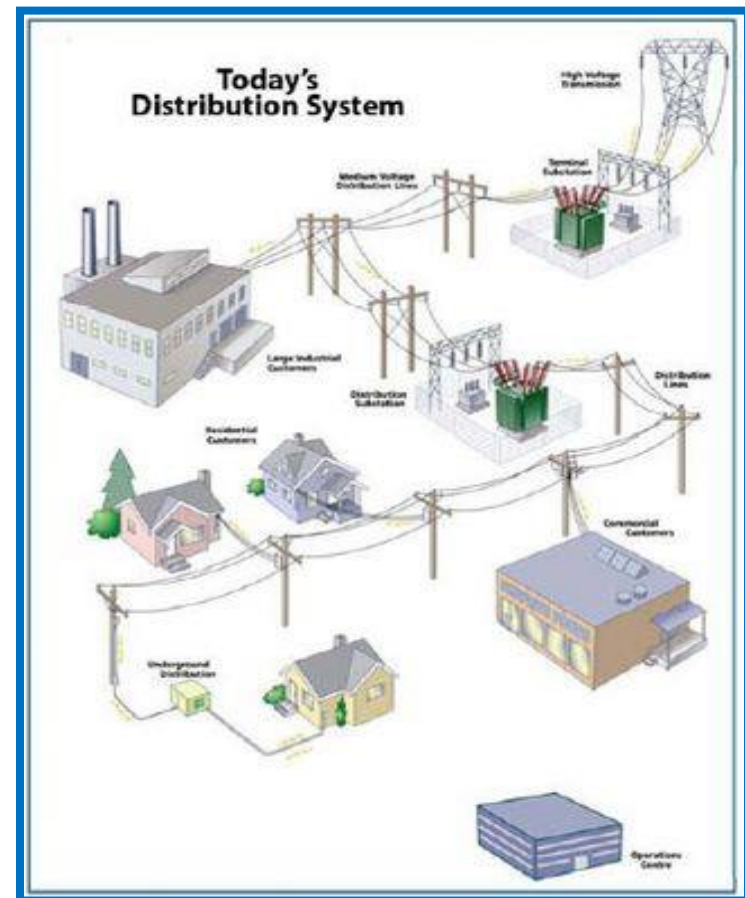 Today's
Distribution System
High Voltage
Transmission
Terminal
Substation
Medium Voltage
Distribution Lines
Large Industrial
Customers
Distribution
Substation
Distribution
Lines
Residential
Customers
Commercial
Customers
Underground
Distribution
Operations
Centre